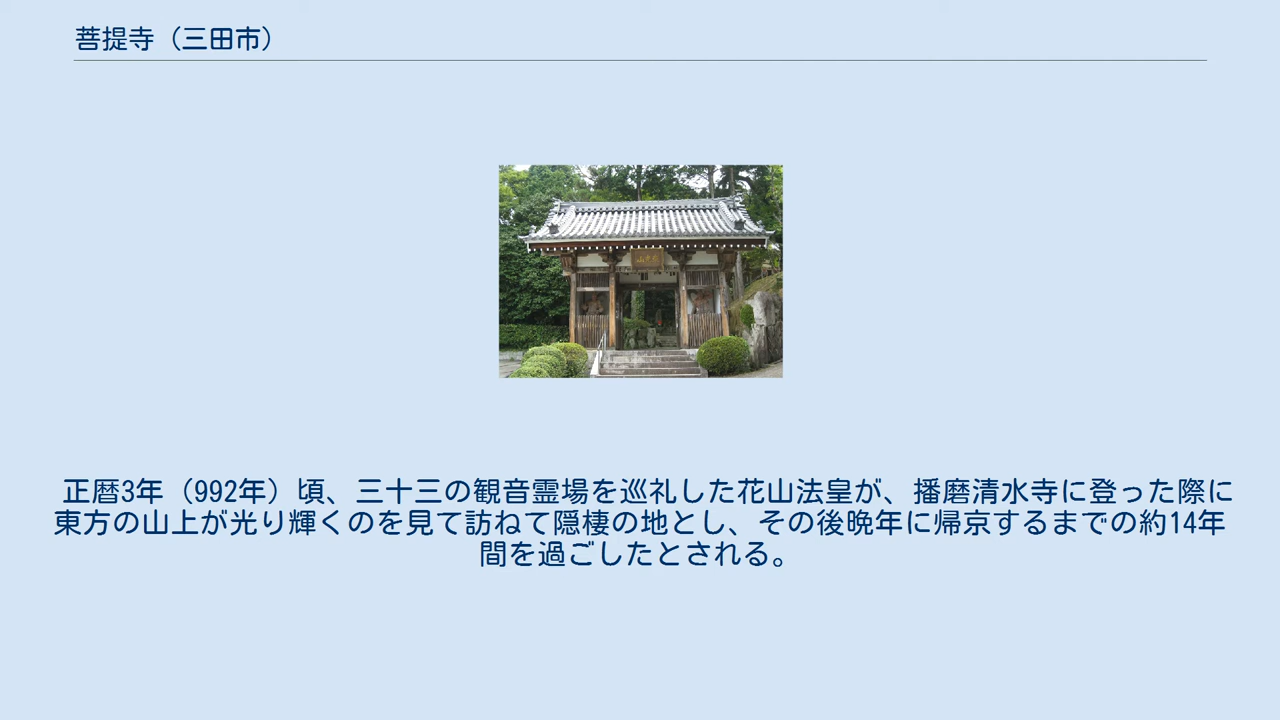 菩提寺（三田市）
正暦3年（992年）頃、三十三の観音霊場を巡礼した花山法皇が、播磨清水寺に登った際に
東方の山上が光り輝くのを見て訪ねて隠棲の地とし、その後晩年に帰京するまでの約14年
間を過ごしたとされる。